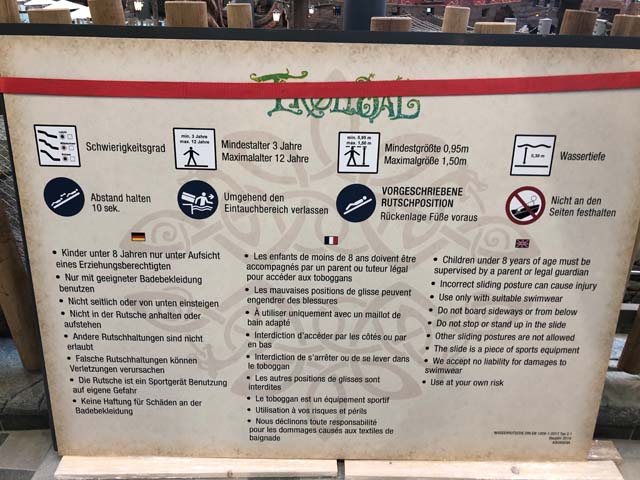 TROLLDAL
min. 3 Jahre
max. 12 Jahre
min. 0,95 m
max. 1,50 m
0,30 m
Schwierigkeitsgrad
Mindestalter 3 Jahre
Maximalalter 12 Jahre
Mindestgröße 0,95m
Maximalgröße 1,50m
Wassertiefe
Abstand halten
10 sek.
Umgehend den
Eintauchbereich verlassen
VORGESCHRIEBENE
RUTSCHPOSITION
Rückenlage Füße voraus
Nicht an den
Seiten festhalten
• Kinder unter 8 Jahren nur unter Aufsicht
eines Erziehungsberechtigten
• Nur mit geeigneter Badebekleidung
benutzen
• Nicht seitlich oder von unten einsteigen
• Nicht in der Rutsche anhalten oder
aufstehen
• Andere Rutschhaltungen sind nicht
erlaubt
• Falsche Rutschhaltungen können
Verletzungen verursachen
• Die Rutsche ist ein Sportgerät Benutzung
auf eigene Gefahr
• Keine Haftung für Schäden an der
Badebekleidung
• Les enfants de moins de 8 ans doivent être
accompagnés par un parent ou tuteur légal
pour accéder aux toboggans
• Les mauvaises positions de glisse peuvent
engendrer des blessures
• À utiliser uniquement avec un maillot de
bain adapté
• Interdiction d'accéder par les côtés ou par
en bas
• Interdiction de s'arrêter ou de se lever dans
le toboggan
• Les autres positions de glisses sont
interdites
• Le toboggan est un équipement sportif
• Utilisation à vos risques et périls
• Nous déclinons toute responsabilité
pour les dommages causés aux textiles de
baignade
• Children under 8 years of age must be
supervised by a parent or legal guardian
• Incorrect sliding posture can cause injury
• Use only with suitable swimwear
• Do not board sideways or from below
• Do not stop or stand up in the slide
• Other sliding postures are not allowed
• The slide is a piece of sports equipment
• We accept no liability for damages to
swimwear
• Use at your own risk
WASSERRUTSCHE DIN EN 1069-1:2017 Typ 2.1
Baujahr 2019